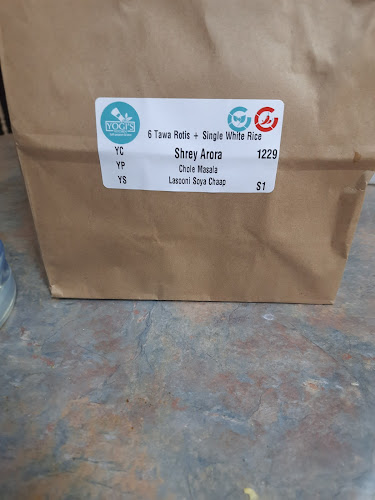 YOGI'S
6 Tawa Rotis + Single White Rice
YC Shrey Arora 1229
YP Chole Masala
YS Lasooni Soya Chaap S1